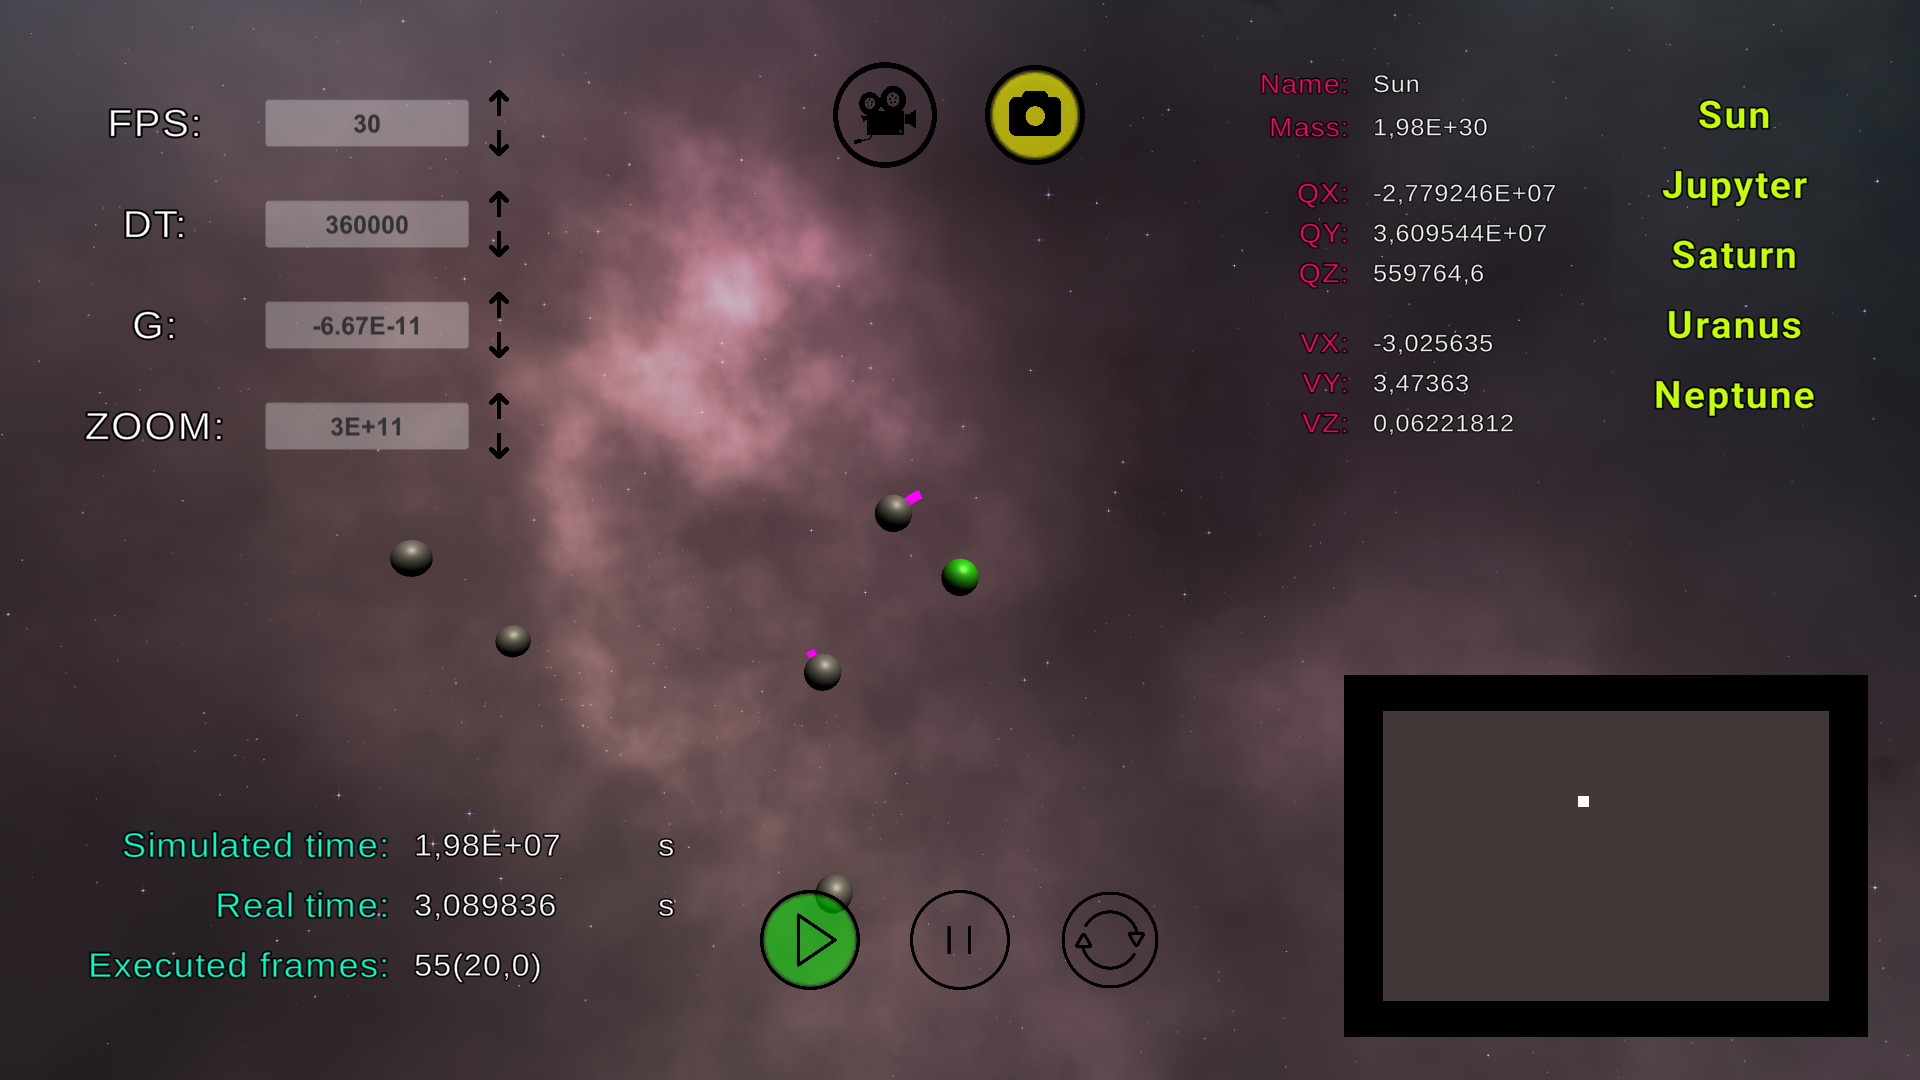 FPS: 30
DT: 360000
G: -6.67E-11
ZOOM: 3E+11
Name: Sun
Mass: 1,98E+30
QX: -2,779246E+07
QY: 3,609544E+07
QZ: 559764,6
VX: -3,025635
VY: 3,47363
VZ: 0,06221812
Sun
Jupyter
Saturn
Uranus
Neptune
Simulated time: 1,98E+07 s
Real time: 3,089836 s
Executed frames: 55(20,0)